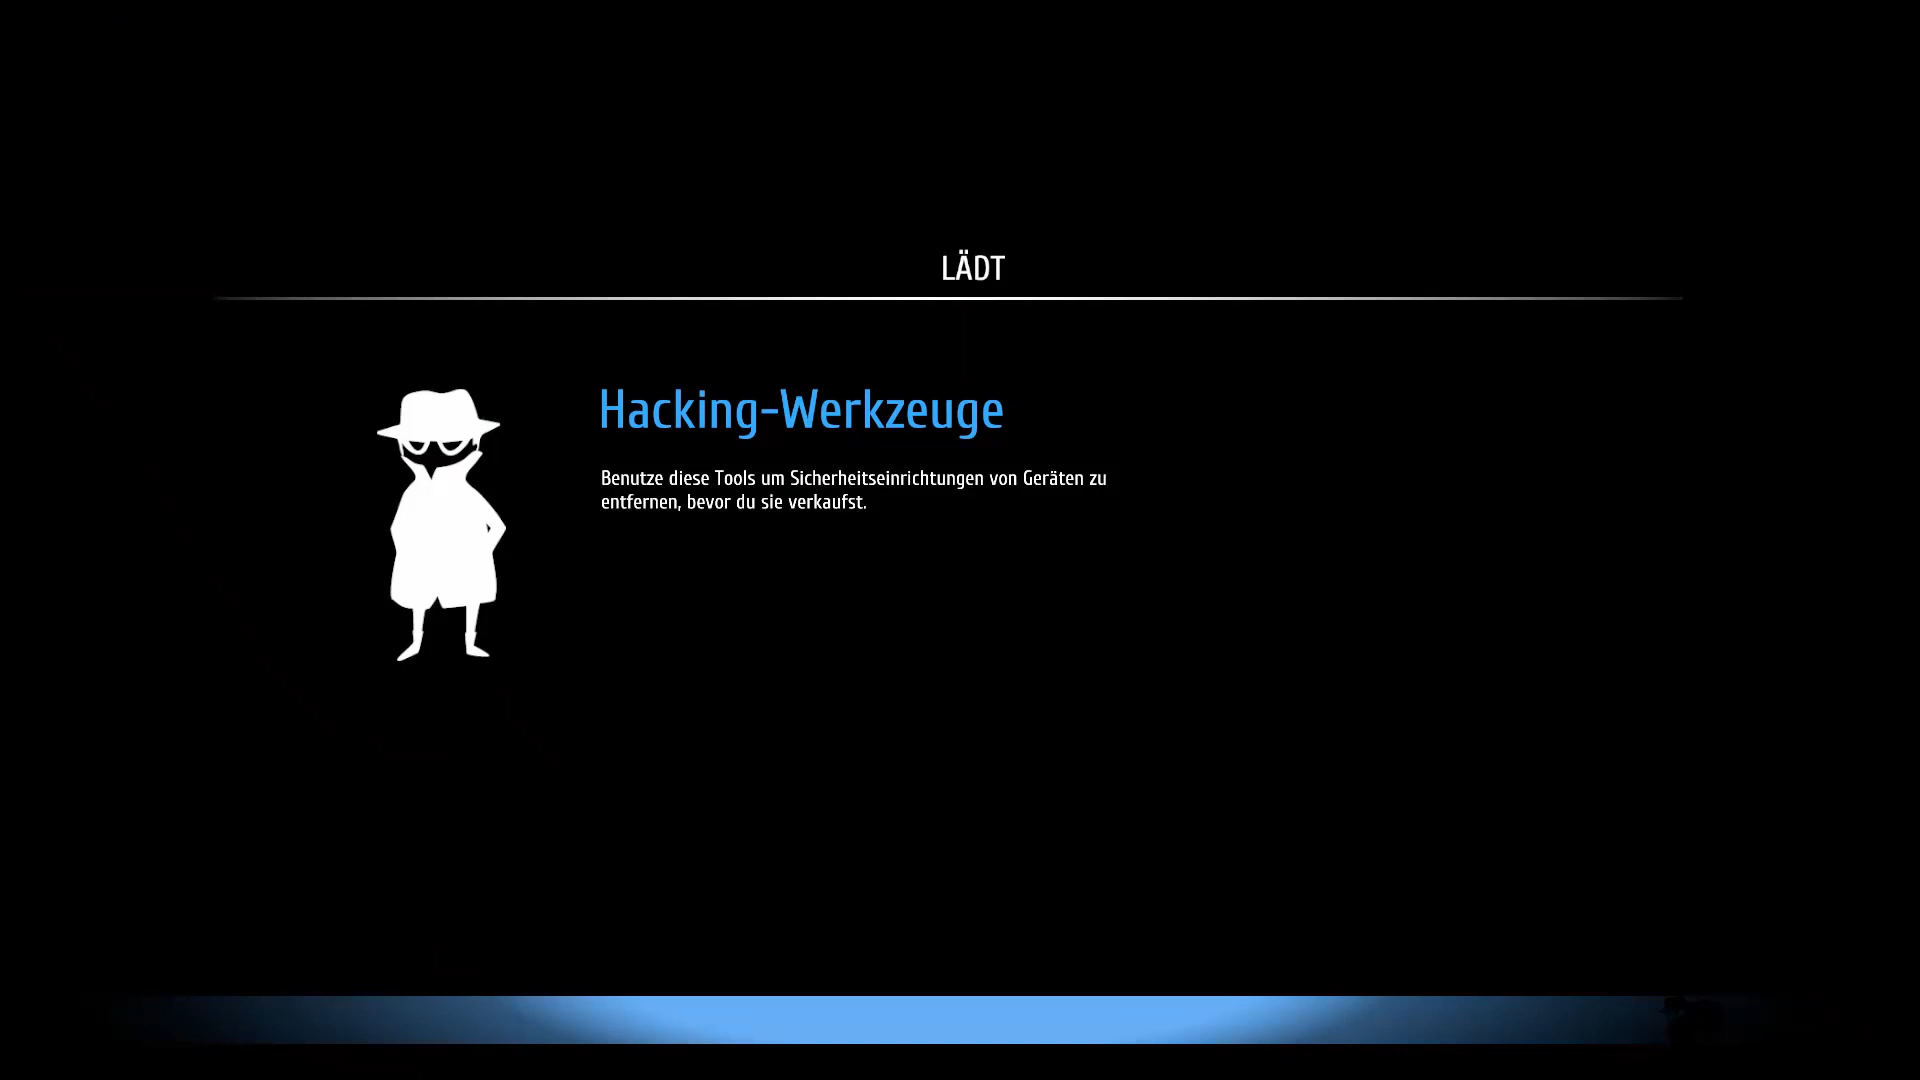 LÄDT
Hacking-Werkzeuge
Benutze diese Tools um Sicherheitseinrichtungen von Geräten zu
entfernen, bevor du sie verkaufst.